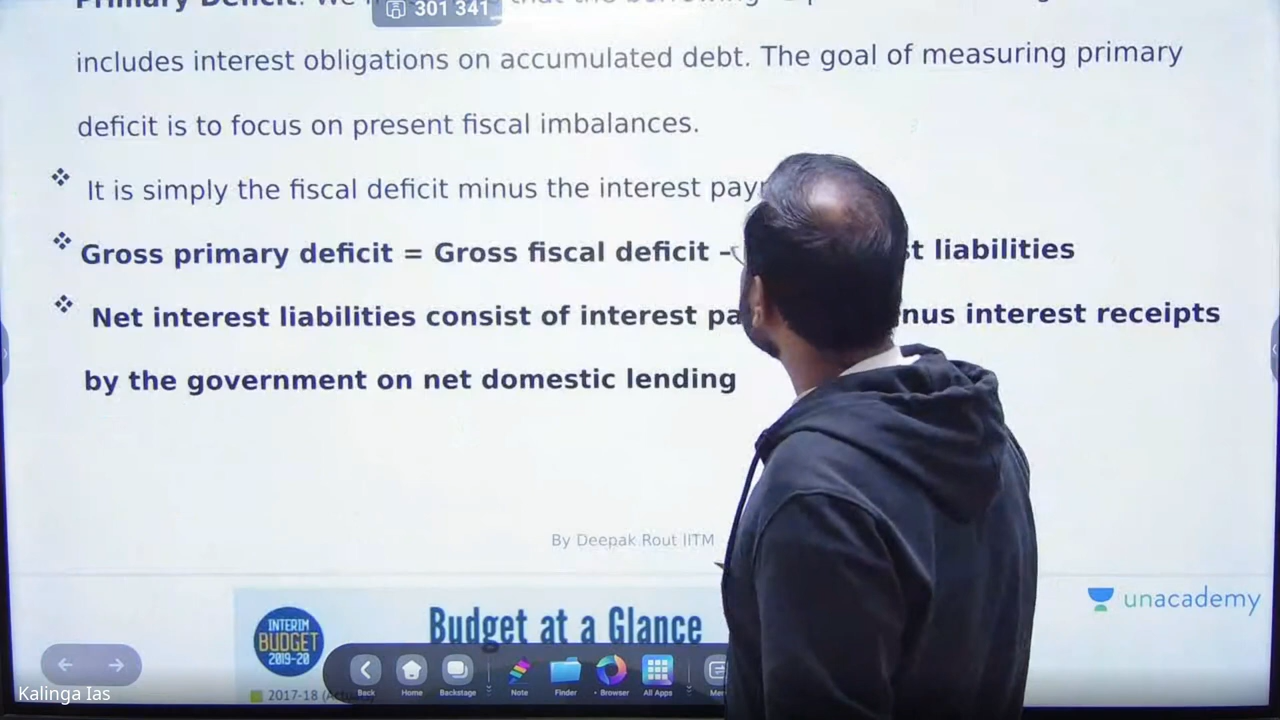 301 341
includes interest obligations on accumulated debt. The goal of measuring primary
deficit is to focus on present fiscal imbalances.
❖ It is simply the fiscal deficit minus the interest
❖ Gross primary deficit = Gross fiscal deficit – liabilities
❖ Net interest liabilities consist of interest interest receipts
by the government on net domestic lending
By Deepak Rout IITM
unacademy
INTERIM
BUDGET
2019-20
Budget at a Glance
Back Home Backstage Note Finder Browser All Apps
Kalinga Ias
2017-18